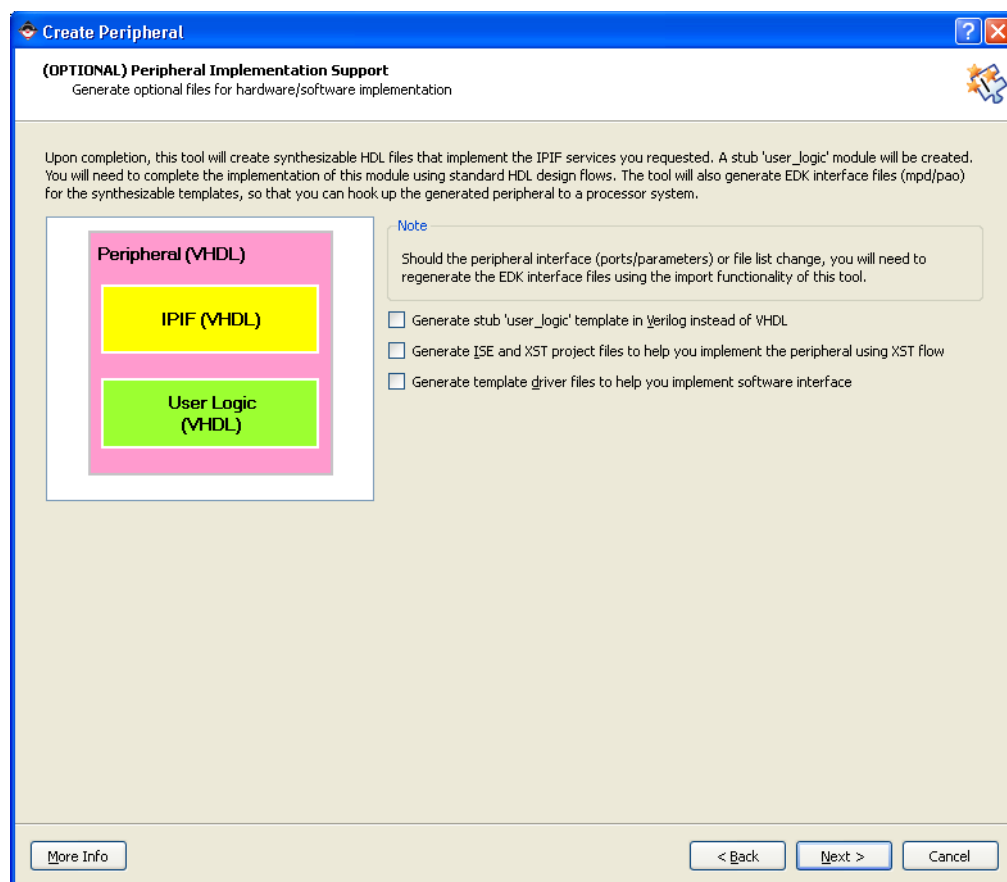 Create Peripheral
(OPTIONAL) Peripheral Implementation Support
Generate optional files for hardware/software implementation
Upon completion, this tool will create synthesizable HDL files that implement the IPIF services you requested. A stub 'user_logic' module will be created.
You will need to complete the implementation of this module using standard HDL design flows. The tool will also generate EDK interface files (mpd/pao)
for the synthesizable templates, so that you can hook up the generated peripheral to a processor system.
Peripheral (VHDL)
IPIF (VHDL)
User Logic
(VHDL)
Note
Should the peripheral interface (ports/parameters) or file list change, you will need to
regenerate the EDK interface files using the import functionality of this tool.
Generate stub 'user_logic' template in Verilog instead of VHDL
Generate ISE and XST project files to help you implement the peripheral using XST flow
Generate template driver files to help you implement software interface
More Info
< Back
Next >
Cancel